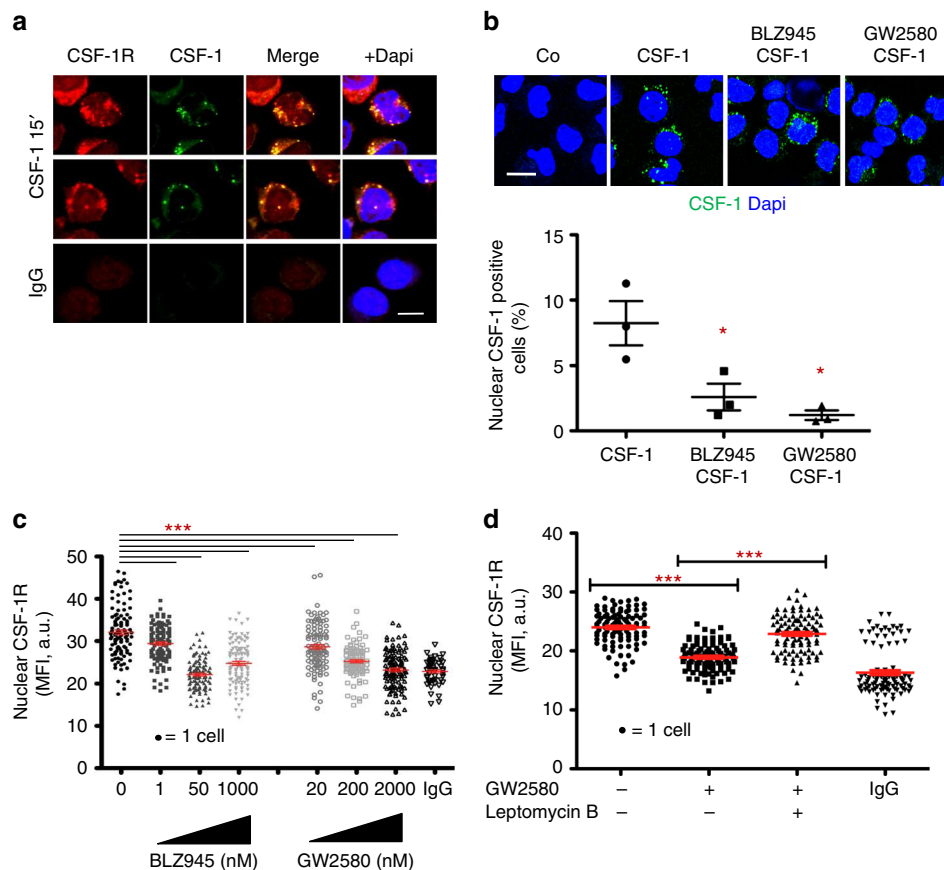 a
CSF-1R CSF-1 Merge +Dapi
CSF-1 15′
IgG
b
Co CSF-1 BLZ945 CSF-1 GW2580 CSF-1
CSF-1 Dapi
Nuclear CSF-1 positive cells (%)
15
10
5
0
*
*
CSF-1 BLZ945 CSF-1 GW2580 CSF-1
c
***
Nuclear CSF-1R (MFI, a.u.)
50
40
30
20
10
0
= 1 cell
0 1 50 1000 20 200 2000 IgG
BLZ945 (nM) GW2580 (nM)
d
Nuclear CSF-1R (MFI, a.u.)
40
30
20
10
0
***
***
= 1 cell
GW2580 – + + IgG
Leptomycin B – – +